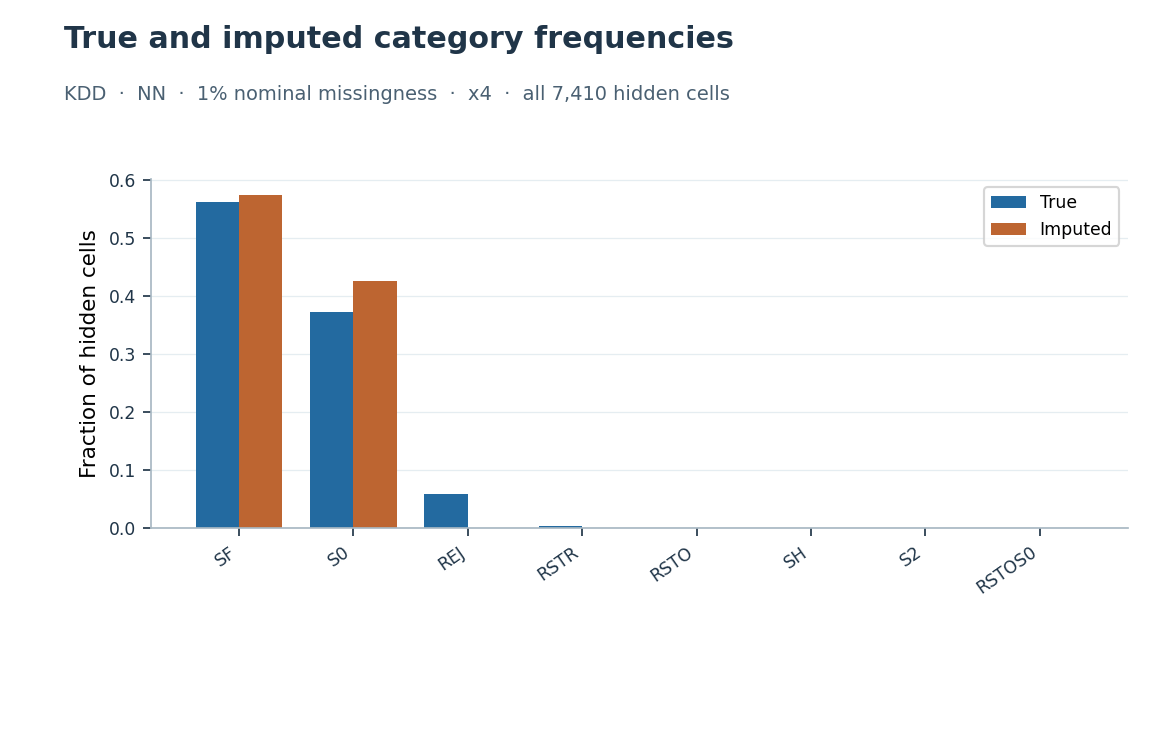 True and imputed category frequencies
KDD · NN · 1% nominal missingness · x4 · all 7,410 hidden cells
Fraction of hidden cells
0.6
0.5
0.4
0.3
0.2
0.1
0.0
True
Imputed
SF
S0
REJ
RSTR
RSTO
SH
S2
RSTOS0